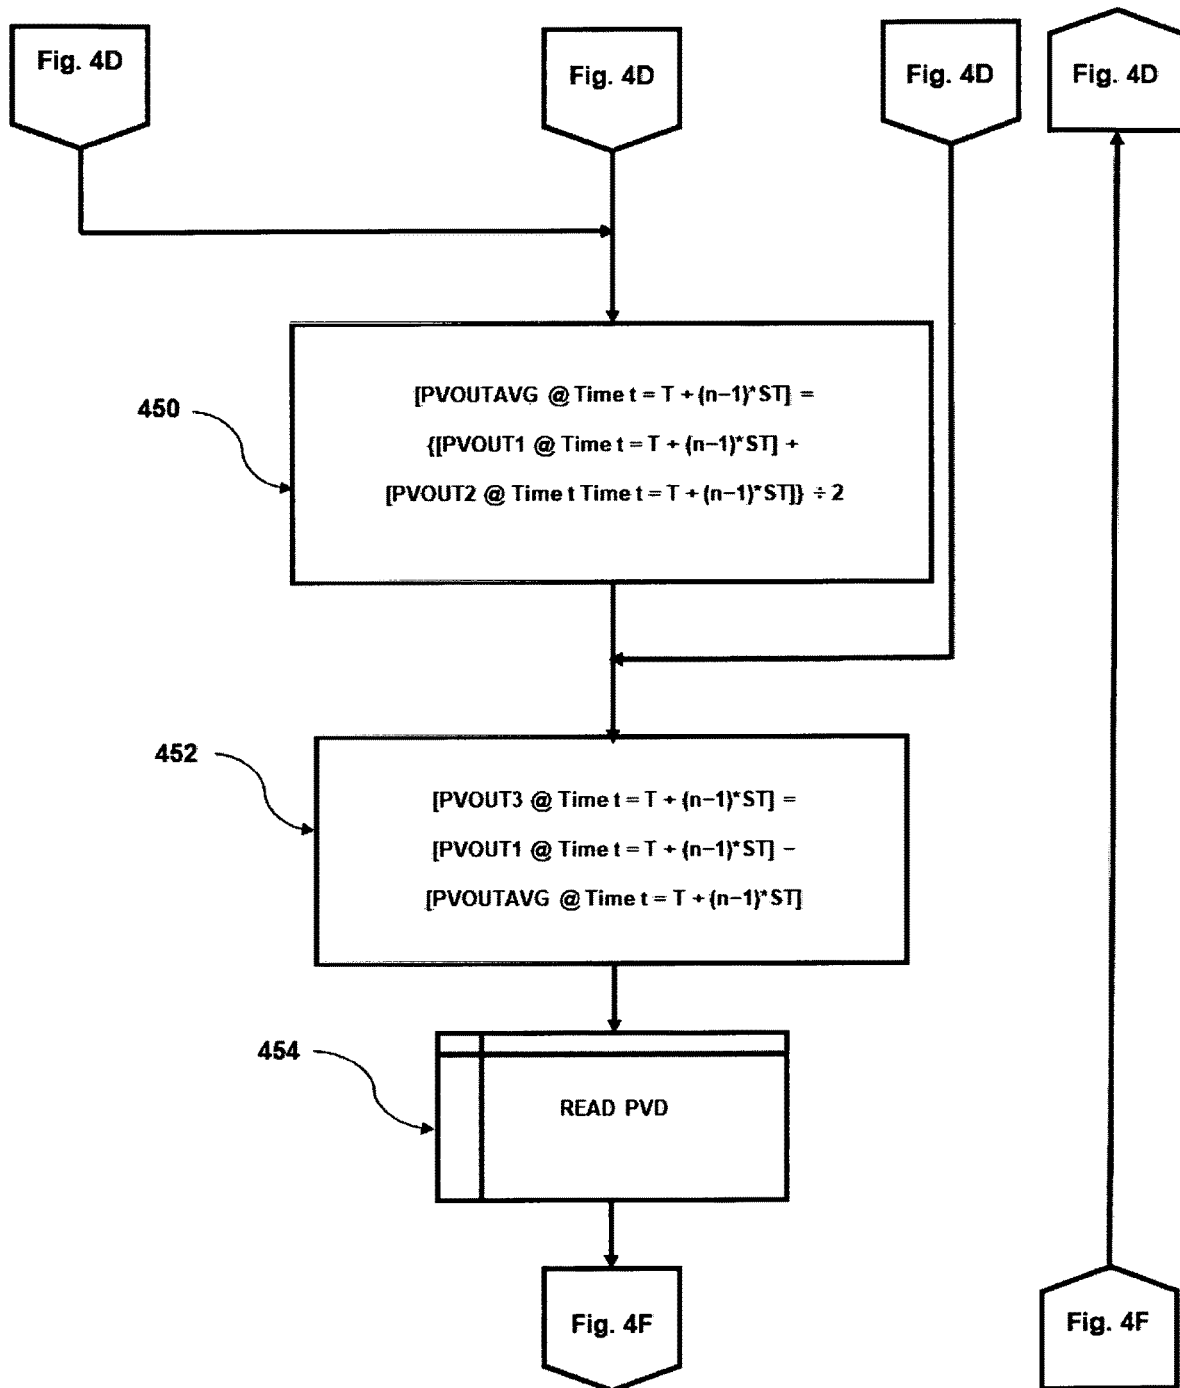 Fig. 4D
Fig. 4D
Fig. 4D
Fig. 4D
450
[PVOUTAVG @ Time t = T + (n−1)*ST] =
{[PVOUT1 @ Time t = T + (n−1)*ST] +
[PVOUT2 @ Time t Time t = T + (n−1)*ST]} ÷ 2
452
[PVOUT3 @ Time t = T + (n−1)*ST] =
[PVOUT1 @ Time t = T + (n−1)*ST] −
[PVOUTAVG @ Time t = T + (n−1)*ST]
454
READ PVD
Fig. 4F
Fig. 4F